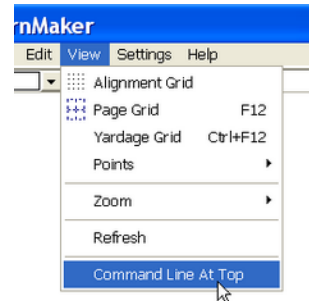 rnMaker
Edit View Settings Help
Alignment Grid
Page Grid F12
Yardage Grid Ctrl+F12
Points
Zoom
Refresh
Command Line At Top